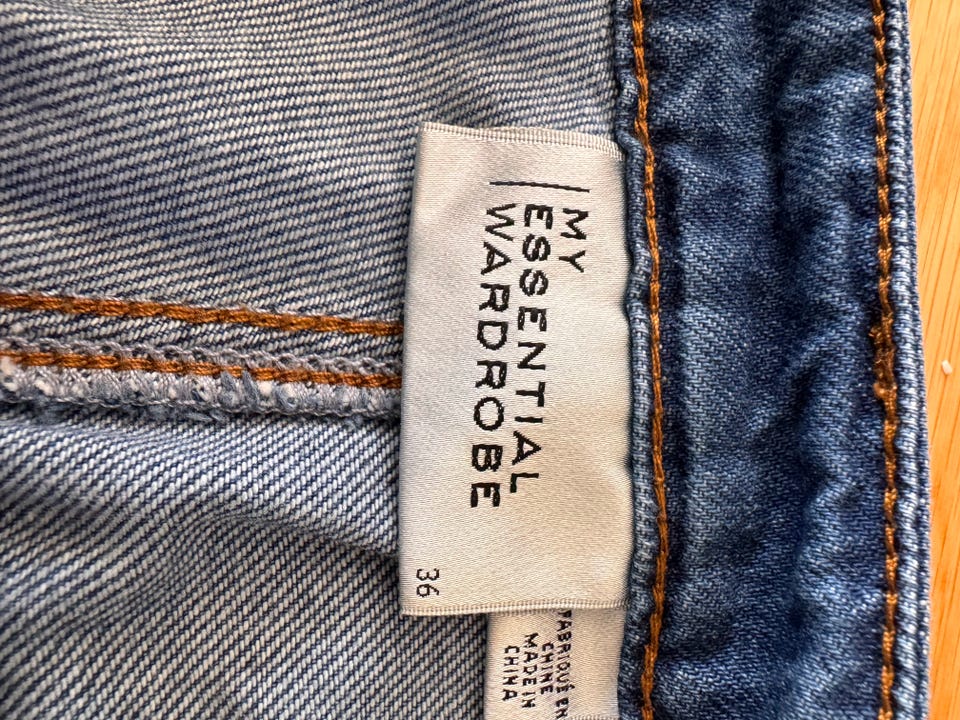 MY
ESSENTIAL
WARDROBE
36
FABRIQUÉ EN
CHINE
MADE IN
CHINA